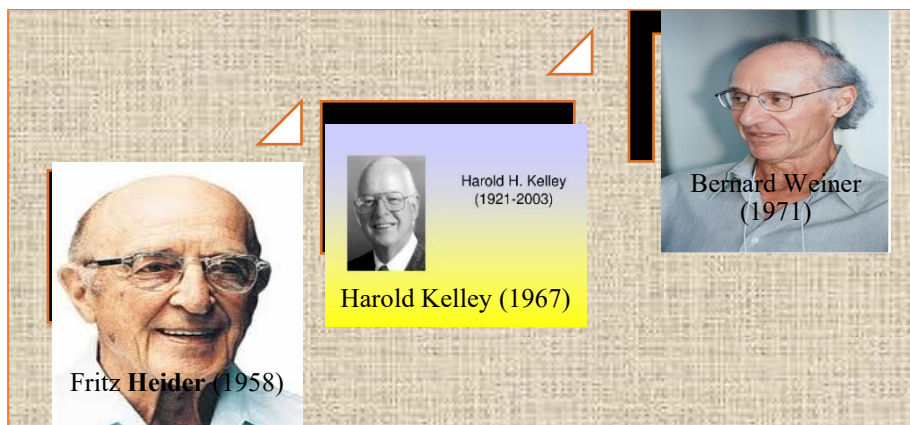 Bernard Weiner
(1971)
Harold H. Kelley
(1921-2003)
Harold Kelley (1967)
Fritz Heider (1958)